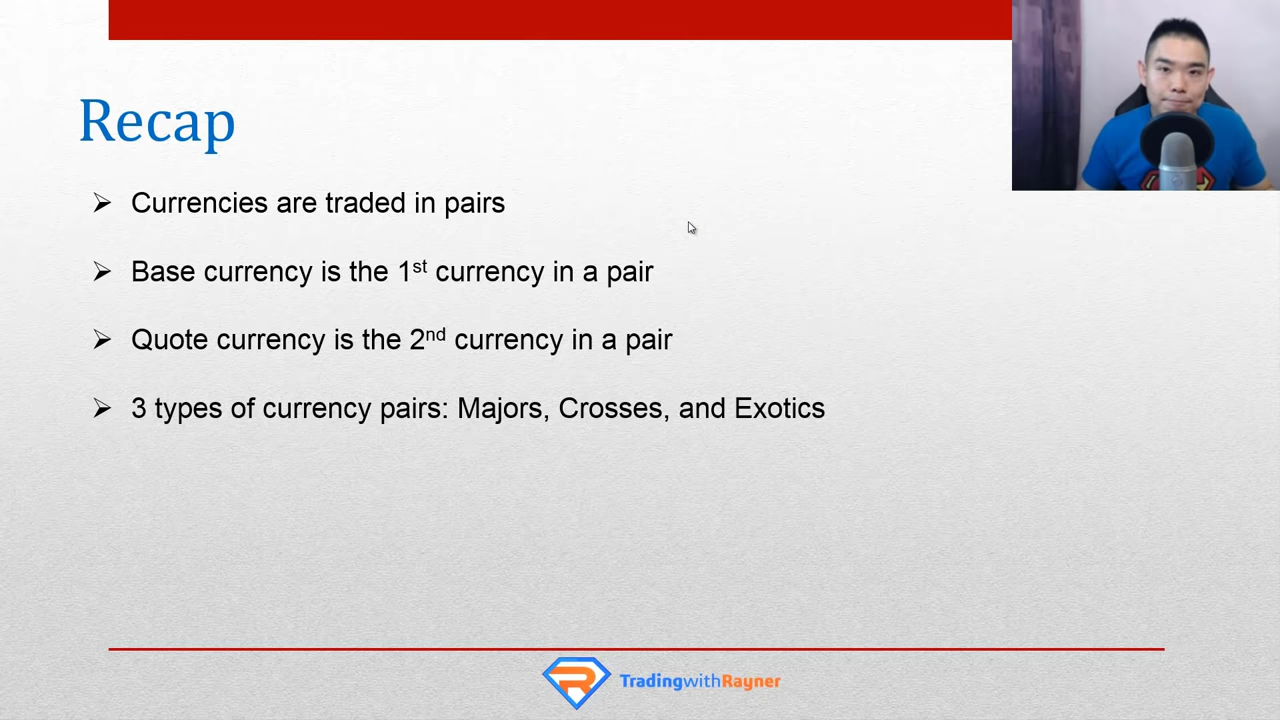 Recap
➢ Currencies are traded in pairs
➢ Base currency is the 1st currency in a pair
➢ Quote currency is the 2nd currency in a pair
➢ 3 types of currency pairs: Majors, Crosses, and Exotics
TradingwithRayner